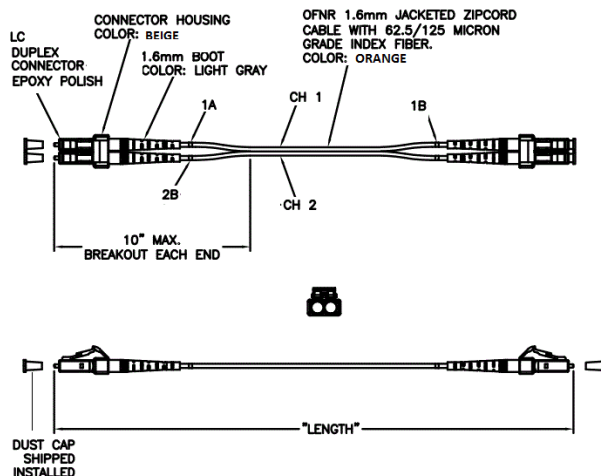 LC
DUPLEX
CONNECTOR
EPOXY POLISH
CONNECTOR HOUSING
COLOR: BEIGE
1.6mm BOOT
COLOR: LIGHT GRAY
OFNR 1.6mm JACKETED ZIPCORD
CABLE WITH 62.5/125 MICRON
GRADE INDEX FIBER.
COLOR: ORANGE
1A
CH 1
1B
2B
CH 2
10" MAX.
BREAKOUT EACH END
"LENGTH"
DUST CAP
SHIPPED
INSTALLED